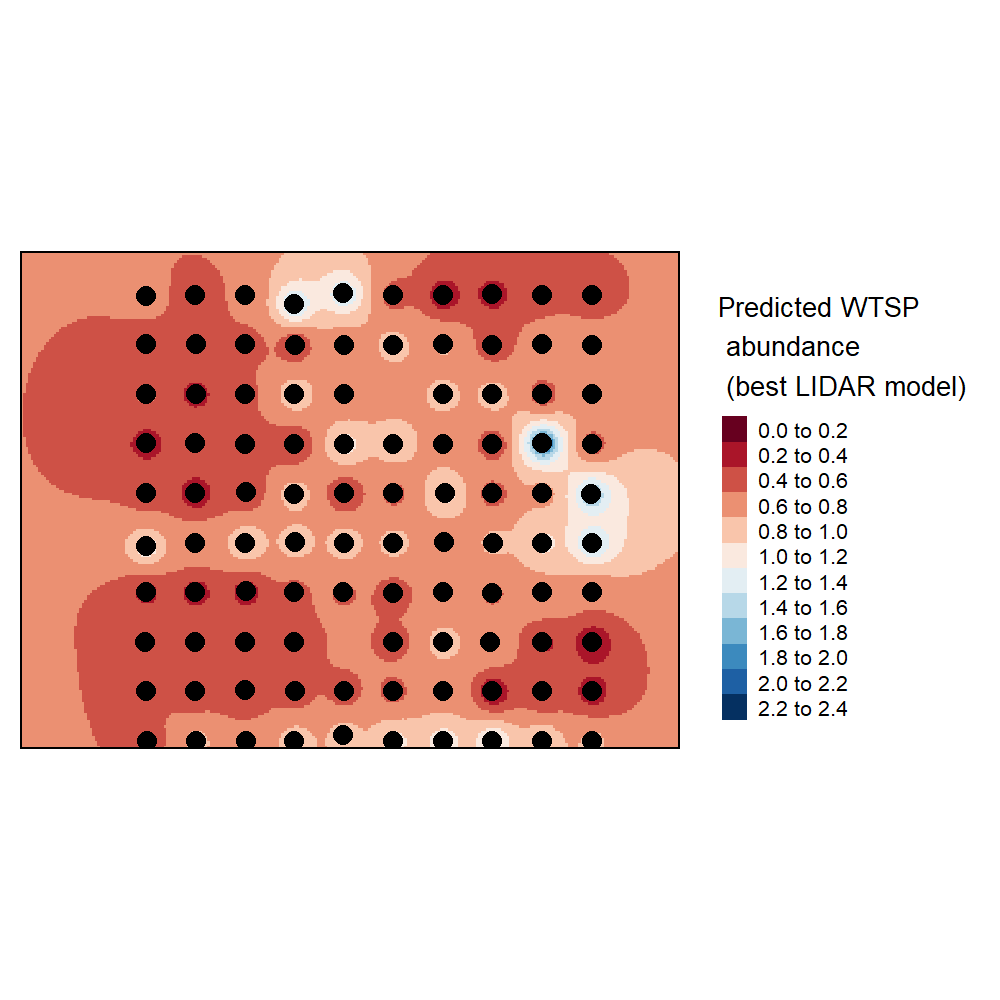 Predicted WTSP
abundance
(best LIDAR model)
0.0 to 0.2
0.2 to 0.4
0.4 to 0.6
0.6 to 0.8
0.8 to 1.0
1.0 to 1.2
1.2 to 1.4
1.4 to 1.6
1.6 to 1.8
1.8 to 2.0
2.0 to 2.2
2.2 to 2.4